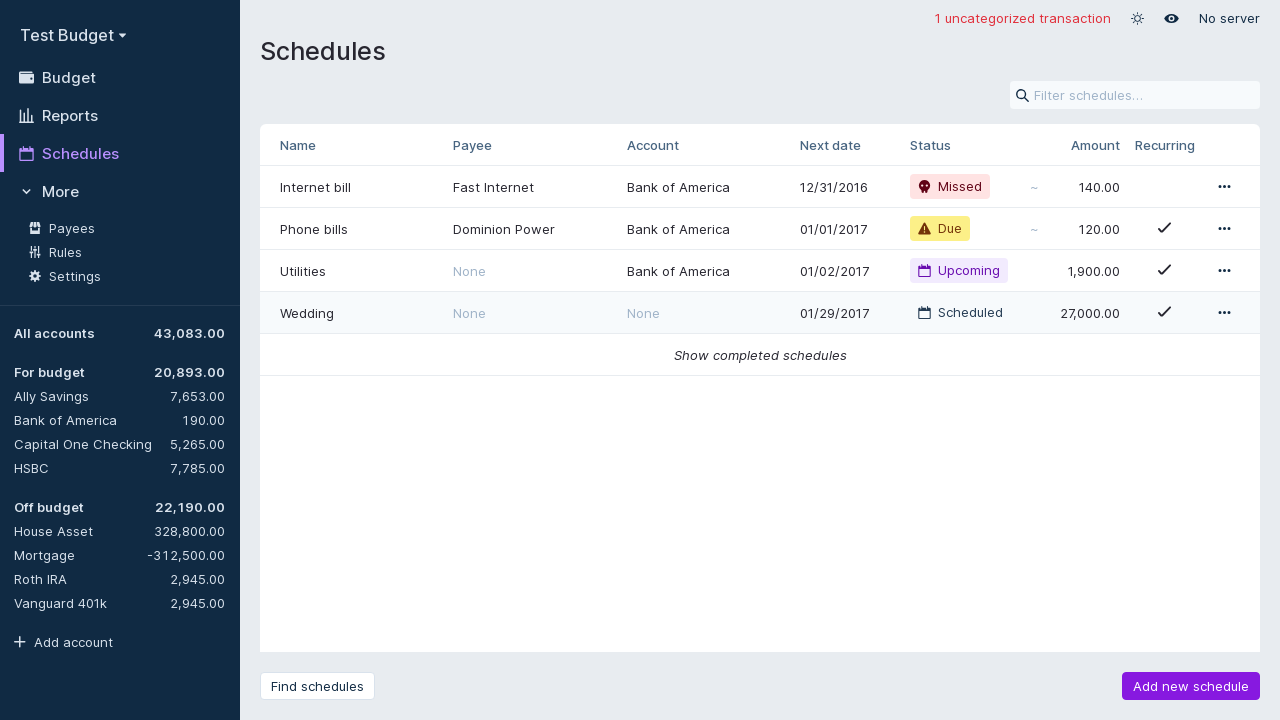 Test Budget
Budget
Reports
Schedules
More
Payees
Rules
Settings
All accounts 43,083.00
For budget 20,893.00
Ally Savings 7,653.00
Bank of America 190.00
Capital One Checking 5,265.00
HSBC 7,785.00
Off budget 22,190.00
House Asset 328,800.00
Mortgage -312,500.00
Roth IRA 2,945.00
Vanguard 401k 2,945.00
Add account
1 uncategorized transaction No server
Schedules
Filter schedules…
Name Payee Account Next date Status Amount Recurring
Internet bill Fast Internet Bank of America 12/31/2016 Missed ~ 140.00
Phone bills Dominion Power Bank of America 01/01/2017 Due ~ 120.00
Utilities None Bank of America 01/02/2017 Upcoming 1,900.00
Wedding None None 01/29/2017 Scheduled 27,000.00
Show completed schedules
Find schedules Add new schedule